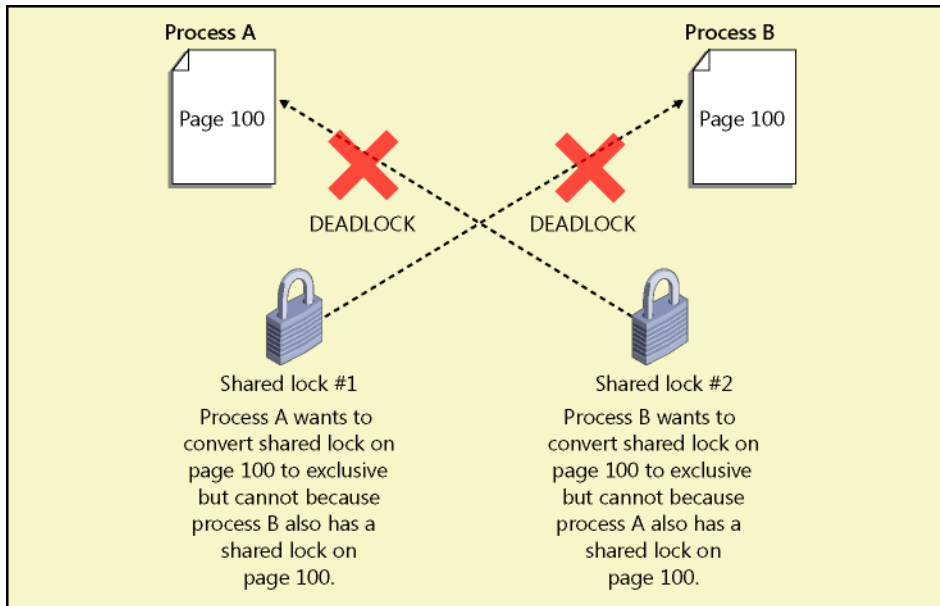 Process A
Process B
Page 100
Page 100
DEADLOCK
DEADLOCK
Shared lock #1
Process A wants to
convert shared lock on
page 100 to exclusive
but cannot because
process B also has a
shared lock on
page 100.
Shared lock #2
Process B wants to
convert shared lock on
page 100 to exclusive
but cannot because
process A also has a
shared lock on
page 100.